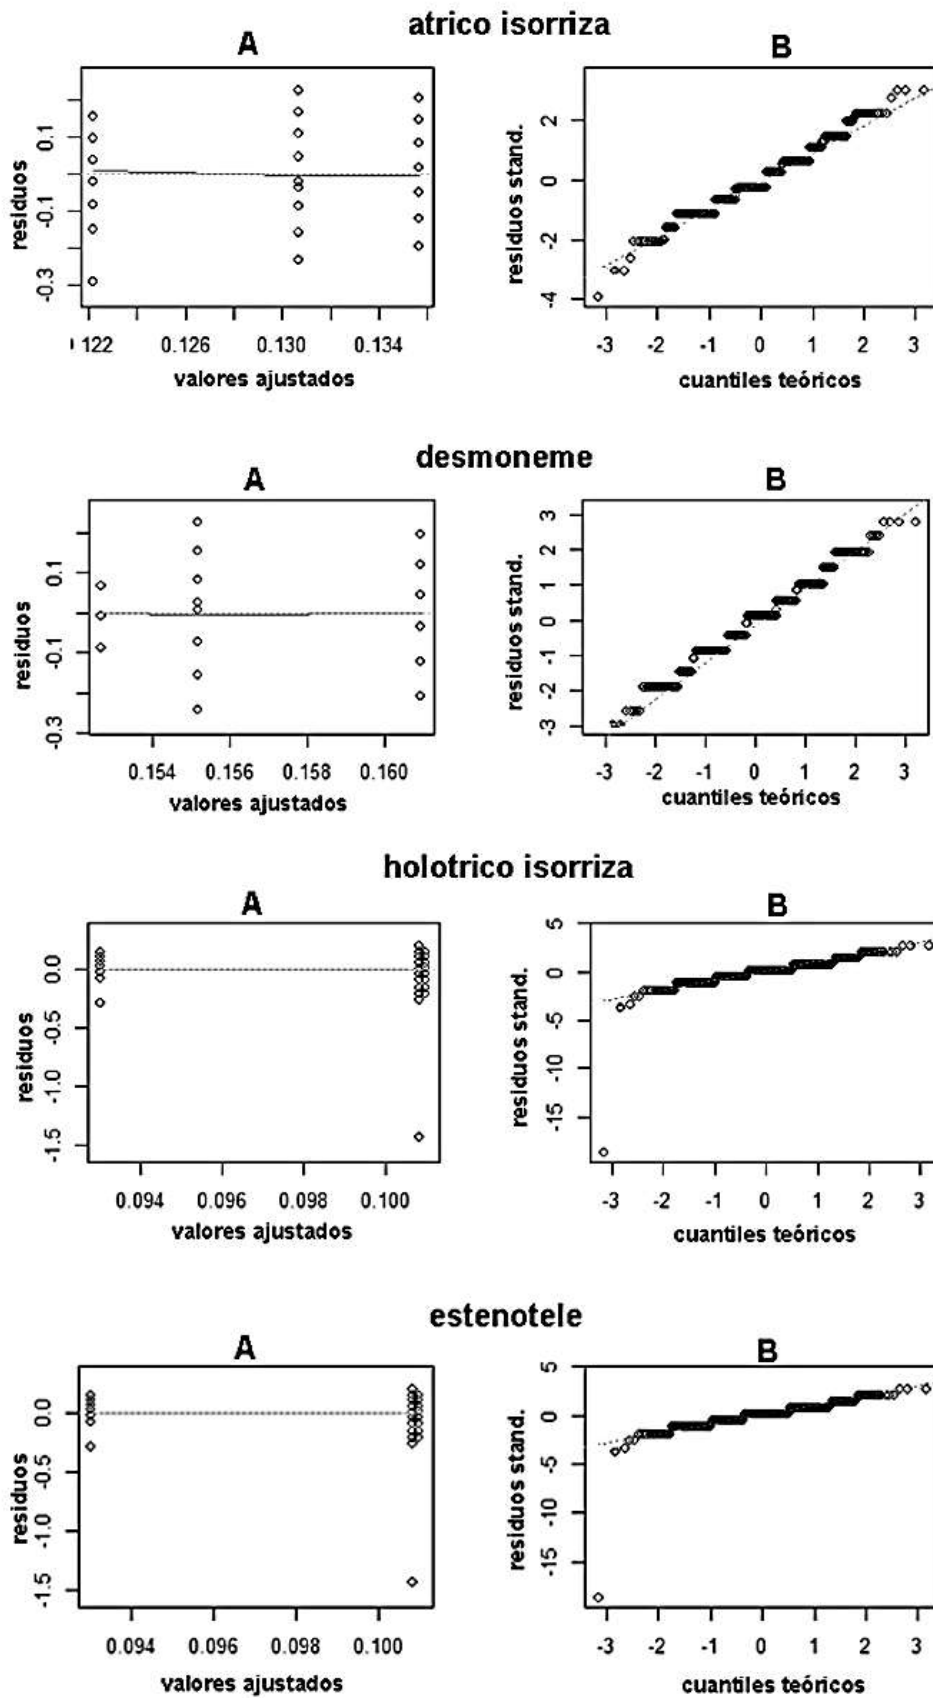 atrico isorriza
A
B
residuos
0.1
-0.1
-0.3
0.126 0.130 0.134
valores ajustados
residuos stand.
2
0
-2
-4
-3 -2 -1 0 1 2 3
cuantiles teóricos
desmoneme
A
B
residuos
0.1
-0.1
-0.3
0.154 0.156 0.158 0.160
valores ajustados
residuos stand.
3
2
1
0
-1
-2
-3
-3 -2 -1 0 1 2 3
cuantiles teóricos
holotrico isorriza
A
B
residuos
0.0
-0.5
-1.0
-1.5
0.094 0.096 0.098 0.100
valores ajustados
residuos stand.
5
0
-5
-10
-15
-3 -2 -1 0 1 2 3
cuantiles teóricos
estenotele
A
B
residuos
0.0
-0.5
-1.0
-1.5
0.094 0.096 0.098 0.100
valores ajustados
residuos stand.
5
0
-5
-10
-15
-3 -2 -1 0 1 2 3
cuantiles teóricos